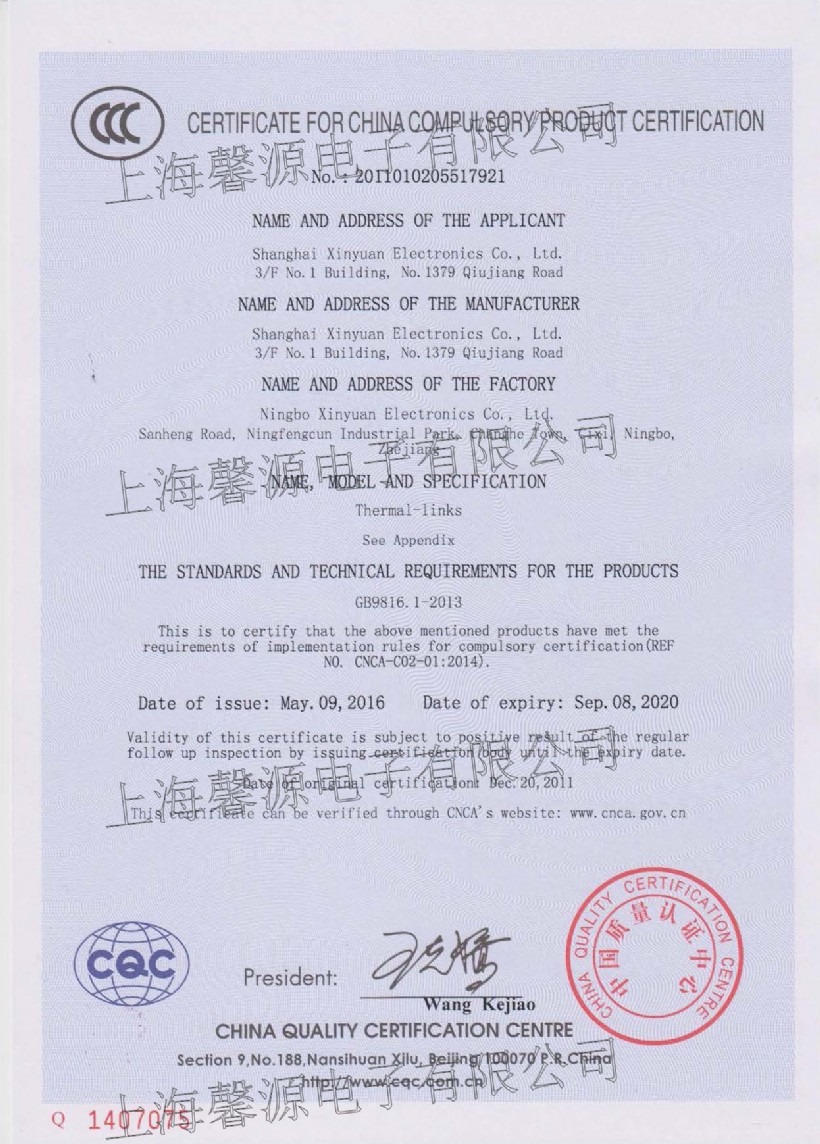 CCC
CERTIFICATE FOR CHINA COMPULSORY PRODUCT CERTIFICATION
上海馨源电子有限公司
No.: 2011010205517921
NAME AND ADDRESS OF THE APPLICANT
Shanghai Xinyuan Electronics Co., Ltd.
3/F No.1 Building, No.1379 Qiujiang Road
NAME AND ADDRESS OF THE MANUFACTURER
Shanghai Xinyuan Electronics Co., Ltd.
3/F No.1 Building, No.1379 Qiujiang Road
NAME AND ADDRESS OF THE FACTORY
Ningbo Xinyuan Electronics Co., Ltd.
Sanheng Road, Ningfengcun Industrial Park, Changhe Town, Cixi, Ningbo,
Zhejiang
上海馨源电子有限公司
NAME, MODEL AND SPECIFICATION
Thermal-links
See Appendix
THE STANDARDS AND TECHNICAL REQUIREMENTS FOR THE PRODUCTS
GB9816.1-2013
This is to certify that the above mentioned products have met the
requirements of implementation rules for compulsory certification(REF
NO. CNCA-C02-01:2014).
Date of issue: May.09,2016 Date of expiry: Sep.08,2020
Validity of this certificate is subject to positive result of the regular
follow up inspection by issuing certification body until the expiry date.
上海馨源电子有限公司
Date of original certification: Dec.20,2011
This certificate can be verified through CNCA's website: www.cnca.gov.cn
CHINA QUALITY CERTIFICATION CENTRE
中国质量认证中心
CQC
President:
王克娇
Wang Kejiao
CHINA QUALITY CERTIFICATION CENTRE
Section 9,No.188,Nansihuan Xilu, Beijing 100070 P.R.China
http://www.cqc.com.cn
上海馨源电子有限公司
Q 1407075